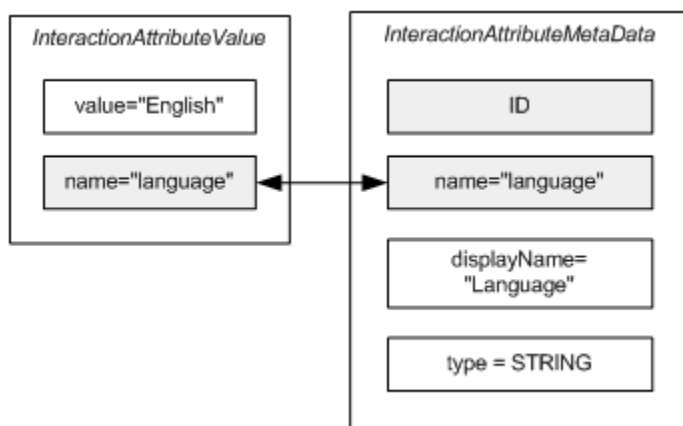 InteractionAttributeValue
value="English"
name="language"
InteractionAttributeMetaData
ID
name="language"
displayName=
"Language"
type = STRING